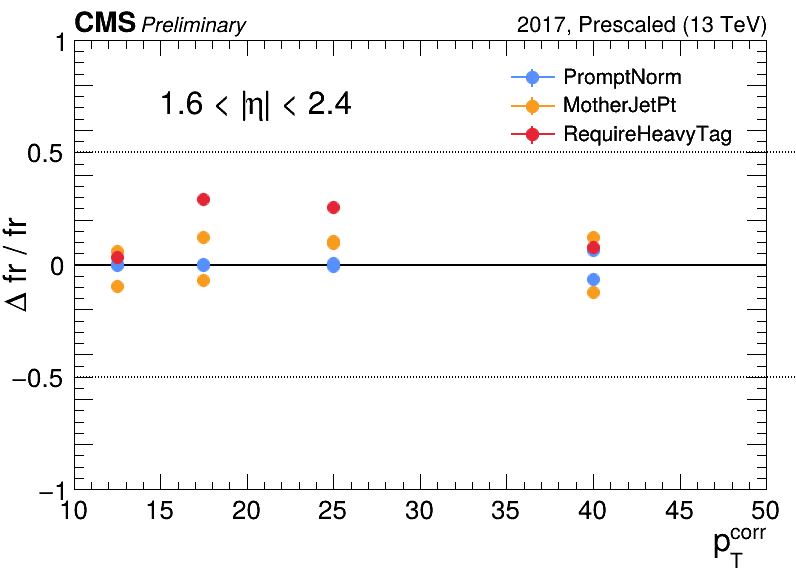 CMS Preliminary 2017, Prescaled (13 TeV)
1.6 < |η| < 2.4
PromptNorm
MotherJetPt
RequireHeavyTag
Δ fr / fr
1
0.5
0
−0.5
−1
10 15 20 25 30 35 40 45 50
p_T^corr